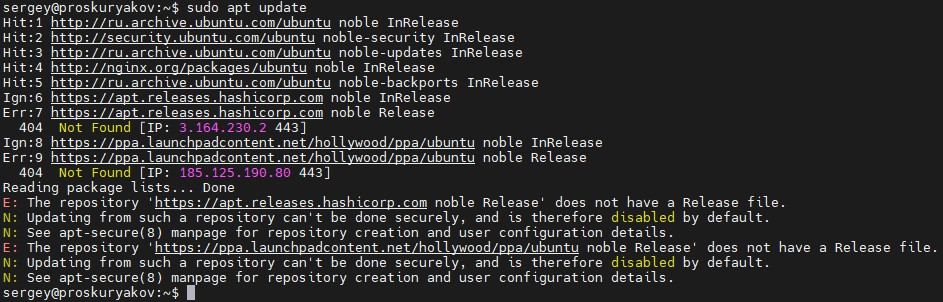 sergey@proskuryakov:~$ sudo apt update
Hit:1 http://ru.archive.ubuntu.com/ubuntu noble InRelease
Hit:2 http://security.ubuntu.com/ubuntu noble-security InRelease
Hit:3 http://ru.archive.ubuntu.com/ubuntu noble-updates InRelease
Hit:4 http://nginx.org/packages/ubuntu noble InRelease
Hit:5 http://ru.archive.ubuntu.com/ubuntu noble-backports InRelease
Ign:6 https://apt.releases.hashicorp.com noble InRelease
Err:7 https://apt.releases.hashicorp.com noble Release
  404  Not Found [IP: 3.164.230.2 443]
Ign:8 https://ppa.launchpadcontent.net/hollywood/ppa/ubuntu noble InRelease
Err:9 https://ppa.launchpadcontent.net/hollywood/ppa/ubuntu noble Release
  404  Not Found [IP: 185.125.190.80 443]
Reading package lists... Done
E: The repository 'https://apt.releases.hashicorp.com noble Release' does not have a Release file.
N: Updating from such a repository can't be done securely, and is therefore disabled by default.
N: See apt-secure(8) manpage for repository creation and user configuration details.
E: The repository 'https://ppa.launchpadcontent.net/hollywood/ppa/ubuntu noble Release' does not have a Release file.
N: Updating from such a repository can't be done securely, and is therefore disabled by default.
N: See apt-secure(8) manpage for repository creation and user configuration details.
sergey@proskuryakov:~$